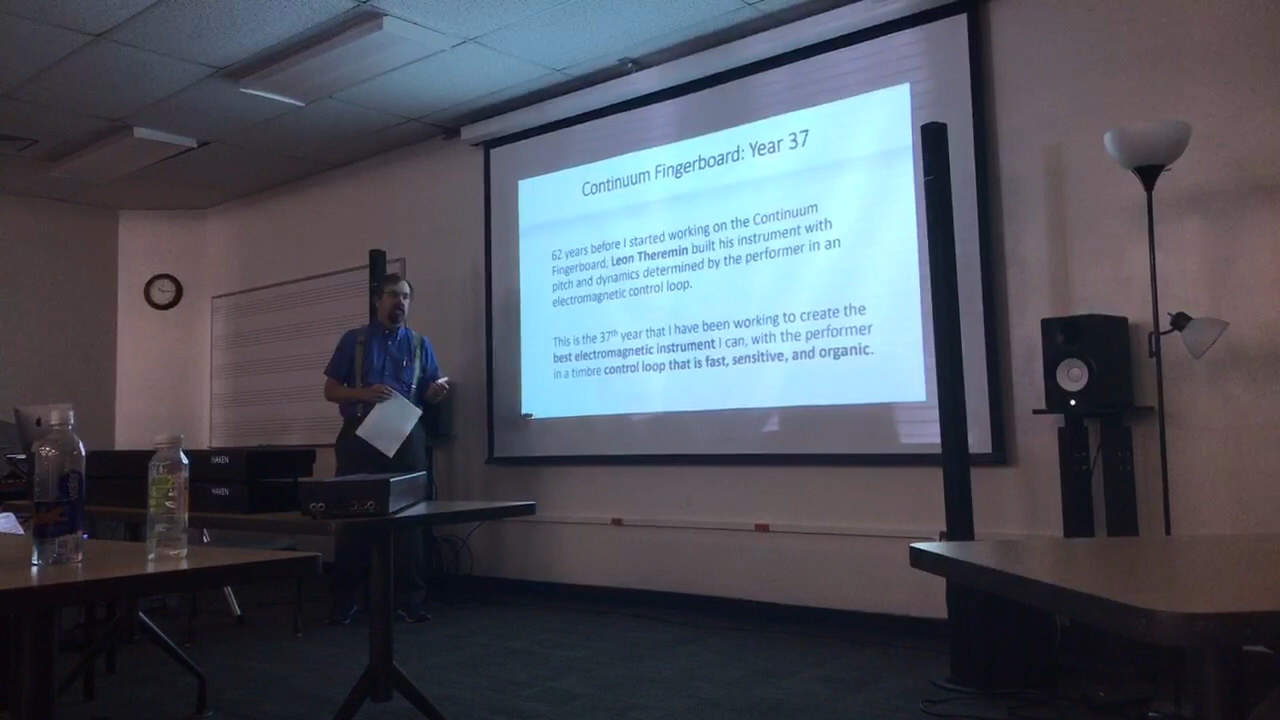 Continuum Fingerboard: Year 37
62 years before I started working on the Continuum
Fingerboard, Leon Theremin built his instrument with
pitch and dynamics determined by the performer in an
electromagnetic control loop.
This is the 37th year that I have been working to create the
best electromagnetic instrument I can, with the performer
in a timbre control loop that is fast, sensitive, and organic.
HAKEN
HAKEN